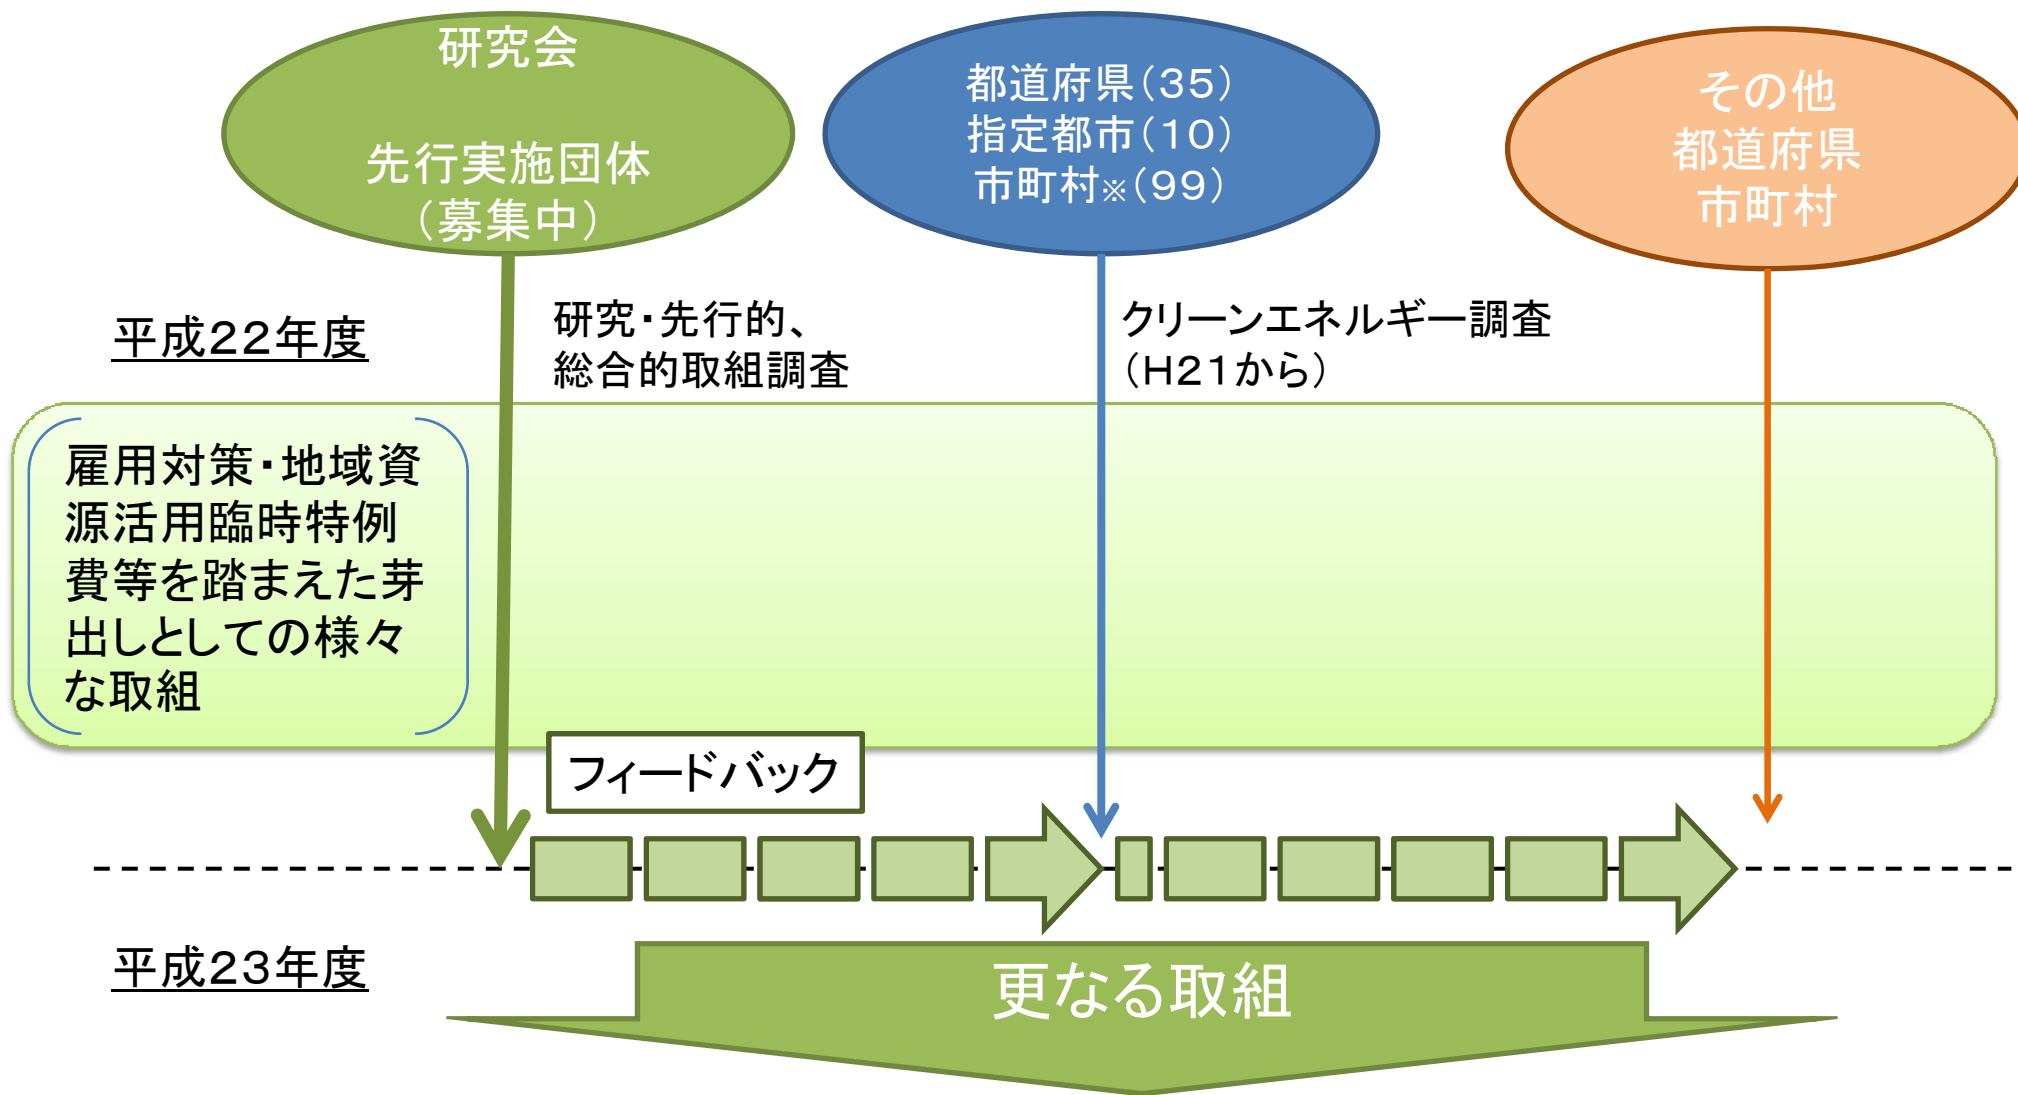 研究会
先行実施団体
（募集中）
都道府県（３５）
指定都市（１０）
市町村※（９９）
その他
都道府県
市町村
平成２２年度
研究・先行的、
総合的取組調査
クリーンエネルギー調査
（Ｈ２１から）
雇用対策・地域資
源活用臨時特例
費等を踏まえた芽
出しとしての様々
な取組
フィードバック
平成２３年度
更なる取組